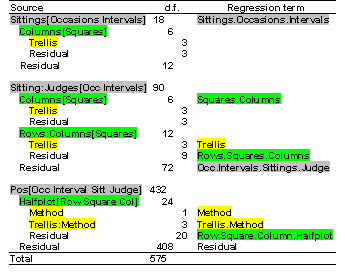 Source d.f. Regression term
Sittings[Occasions Intervals] 18 Sittings.Occasions.Intervals
Columns[Squares] 6
Trellis 3
Residual 3
Residual 12
Sitting:Judges[Occ Intervals] 90
Columns[Squares] 6 Squares.Columns
Trellis 3
Residual 3
Rows:Columns[Squares] 12
Trellis 3 Trellis
Residual 9 Rows.Squares.Columns
Residual 72 Occ.Intervals.Sittings.Judge
Pos[Occ Interval Sitt Judge] 432
Halfplot[Row Square Col] 24
Method 1 Method
Trellis:Method 3 Trellis.Method
Residual 20 Row.Square.Column.Halfplot
Residual 408 Residual
Total 575